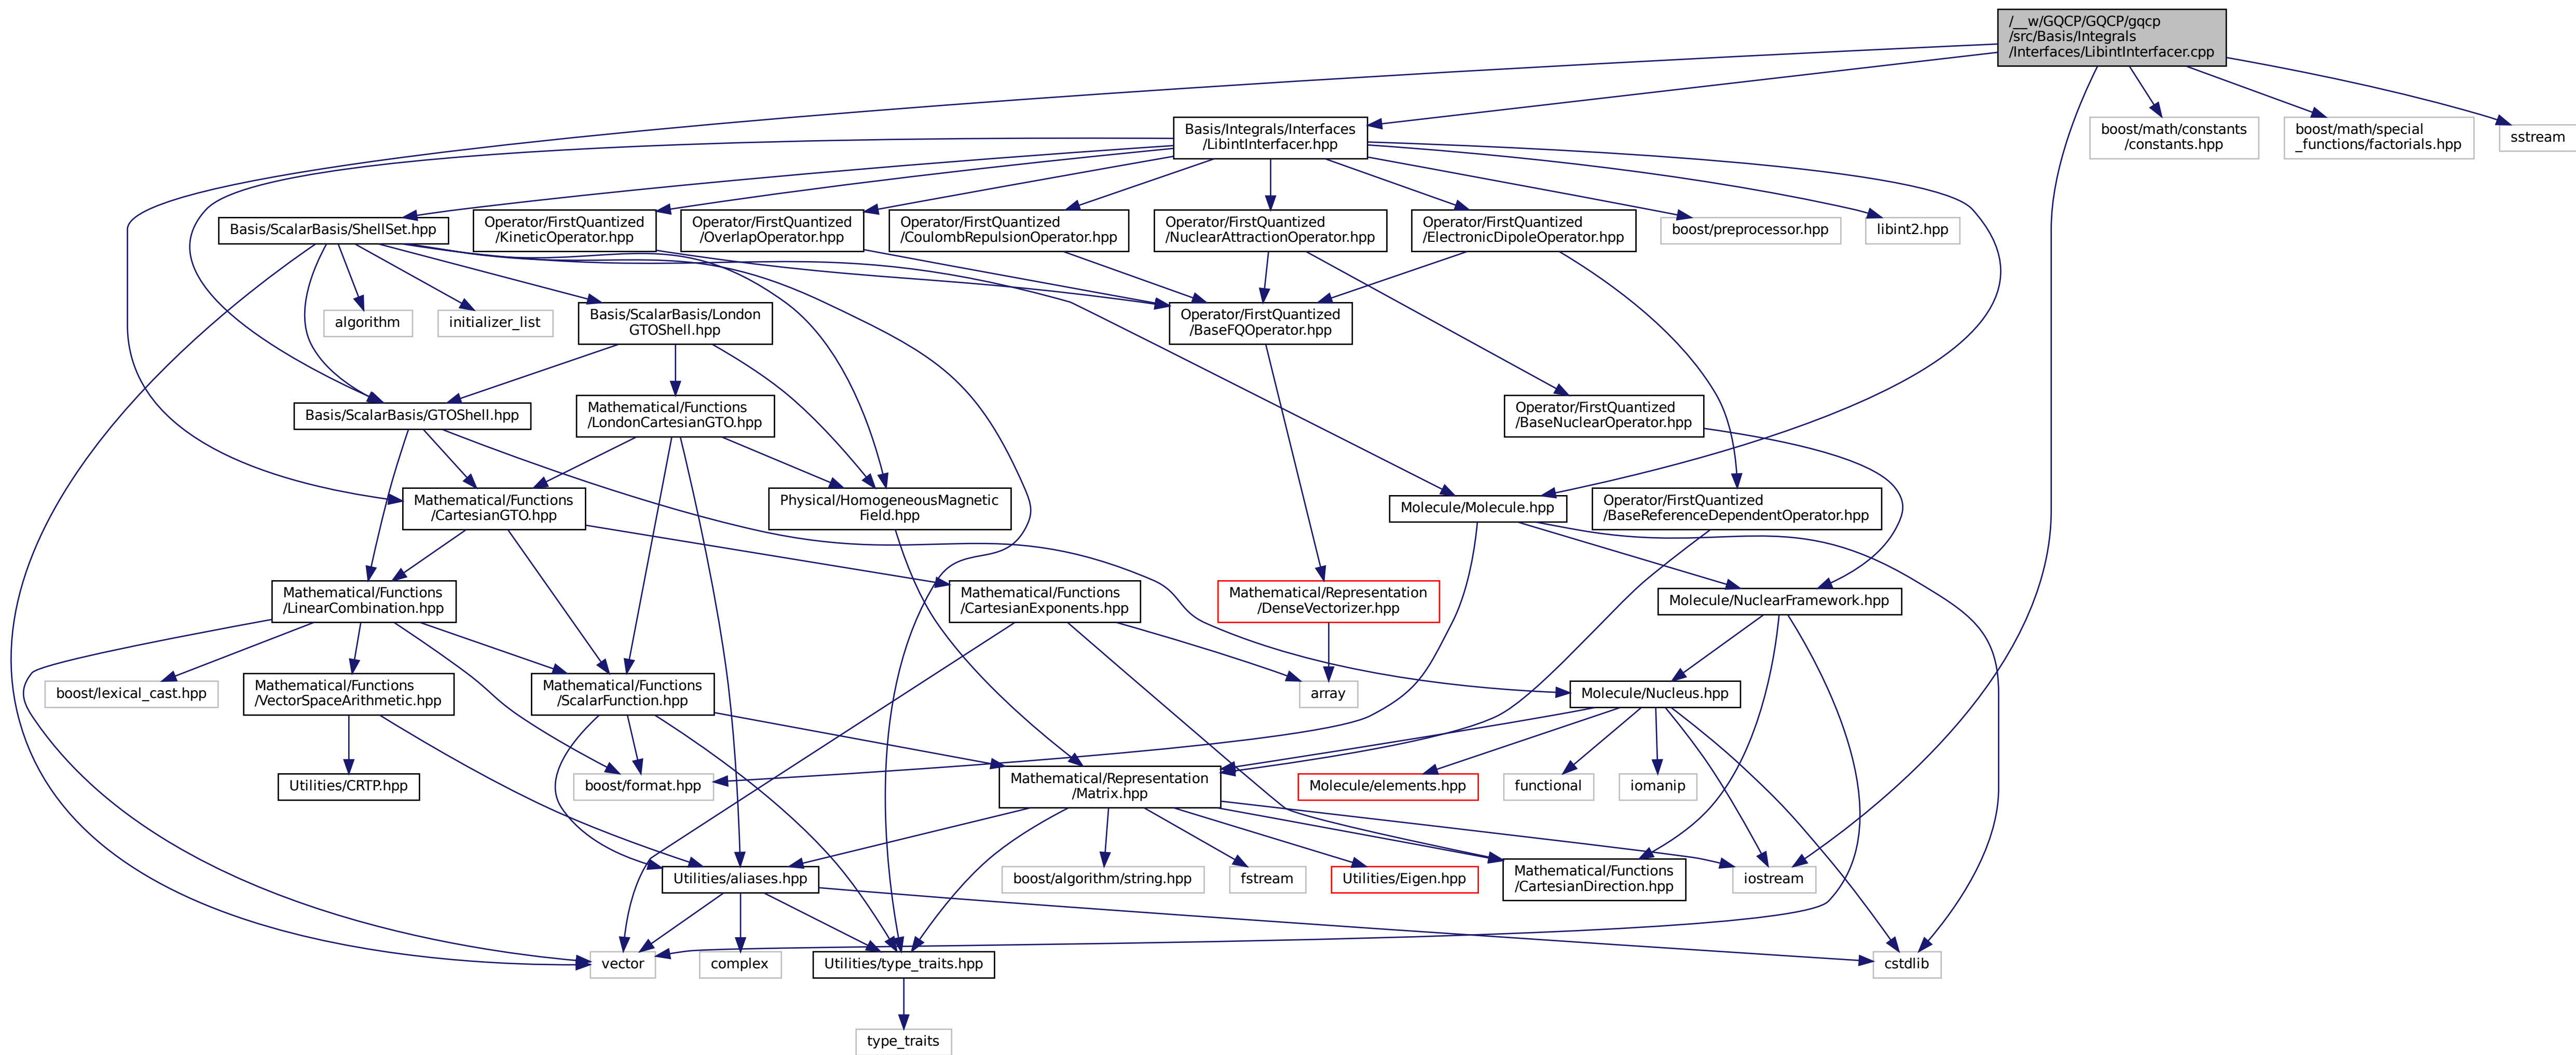 /__w/GQCP/GQCP/gqcp
/src/Basis/Integrals
/Interfaces/LibintInterfacer.cpp
Basis/Integrals/Interfaces
/LibintInterfacer.hpp
boost/math/constants
/constants.hpp
boost/math/special
_functions/factorials.hpp
sstream
Basis/ScalarBasis/ShellSet.hpp
Operator/FirstQuantized
/KineticOperator.hpp
Operator/FirstQuantized
/OverlapOperator.hpp
Operator/FirstQuantized
/CoulombRepulsionOperator.hpp
Operator/FirstQuantized
/NuclearAttractionOperator.hpp
Operator/FirstQuantized
/ElectronicDipoleOperator.hpp
boost/preprocessor.hpp
libint2.hpp
algorithm
initializer_list
Basis/ScalarBasis/London
GTOShell.hpp
Operator/FirstQuantized
/BaseFQOperator.hpp
Basis/ScalarBasis/GTOShell.hpp
Mathematical/Functions
/LondonCartesianGTO.hpp
Operator/FirstQuantized
/BaseNuclearOperator.hpp
Mathematical/Functions
/CartesianGTO.hpp
Physical/HomogeneousMagnetic
Field.hpp
Molecule/Molecule.hpp
Operator/FirstQuantized
/BaseReferenceDependentOperator.hpp
Mathematical/Functions
/LinearCombination.hpp
Mathematical/Functions
/CartesianExponents.hpp
Mathematical/Representation
/DenseVectorizer.hpp
Molecule/NuclearFramework.hpp
boost/lexical_cast.hpp
Mathematical/Functions
/VectorSpaceArithmetic.hpp
Mathematical/Functions
/ScalarFunction.hpp
array
Molecule/Nucleus.hpp
Utilities/CRTP.hpp
boost/format.hpp
Mathematical/Representation
/Matrix.hpp
Molecule/elements.hpp
functional
iomanip
Utilities/aliases.hpp
boost/algorithm/string.hpp
fstream
Utilities/Eigen.hpp
Mathematical/Functions
/CartesianDirection.hpp
iostream
vector
complex
Utilities/type_traits.hpp
cstdlib
type_traits